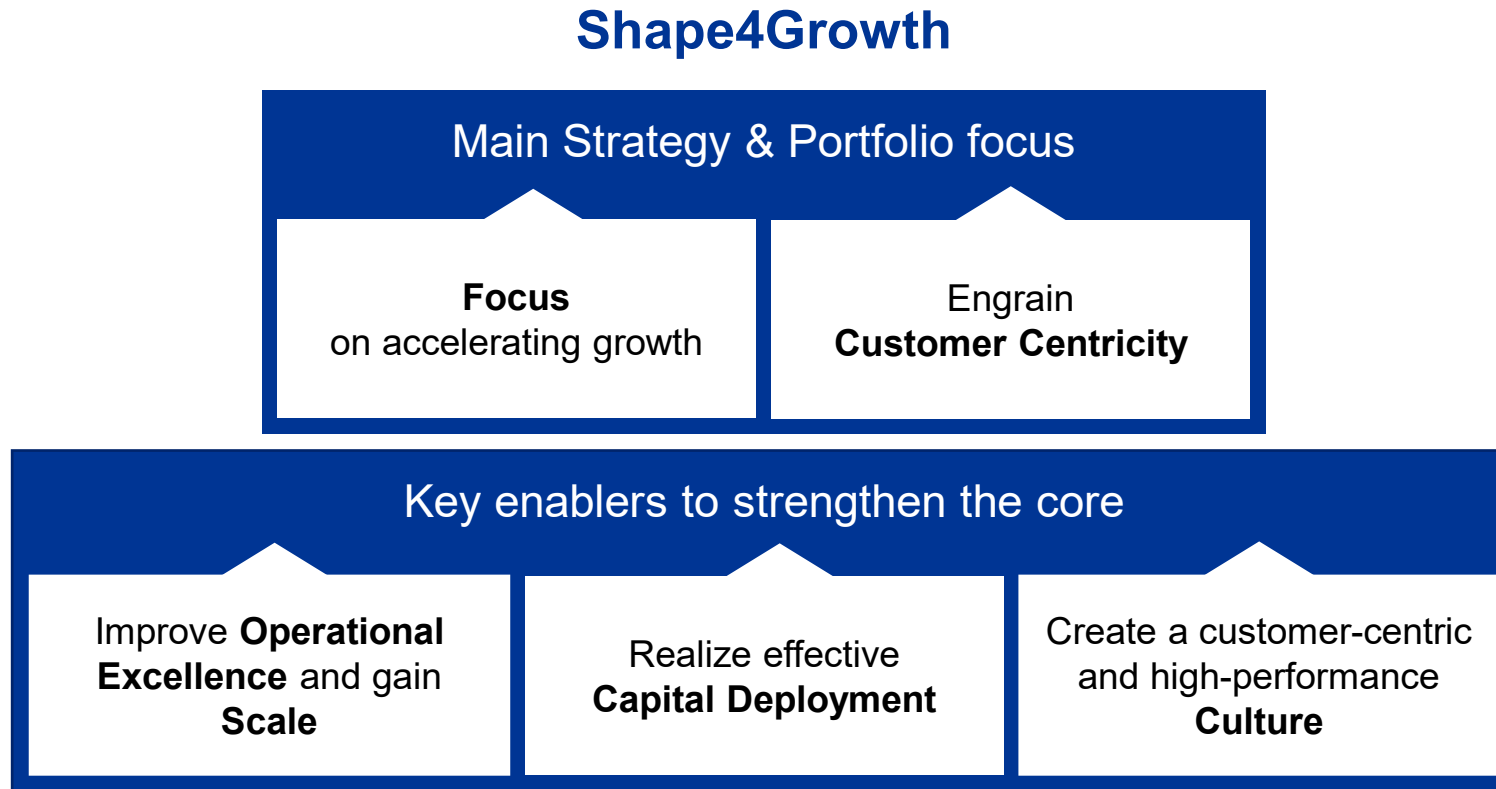 Shape4Growth
Main Strategy & Portfolio focus
Focus
on accelerating growth
Engrain
Customer Centricity
Key enablers to strengthen the core
Improve Operational
Excellence and gain
Scale
Realize effective
Capital Deployment
Create a customer-centric
and high-performance
Culture